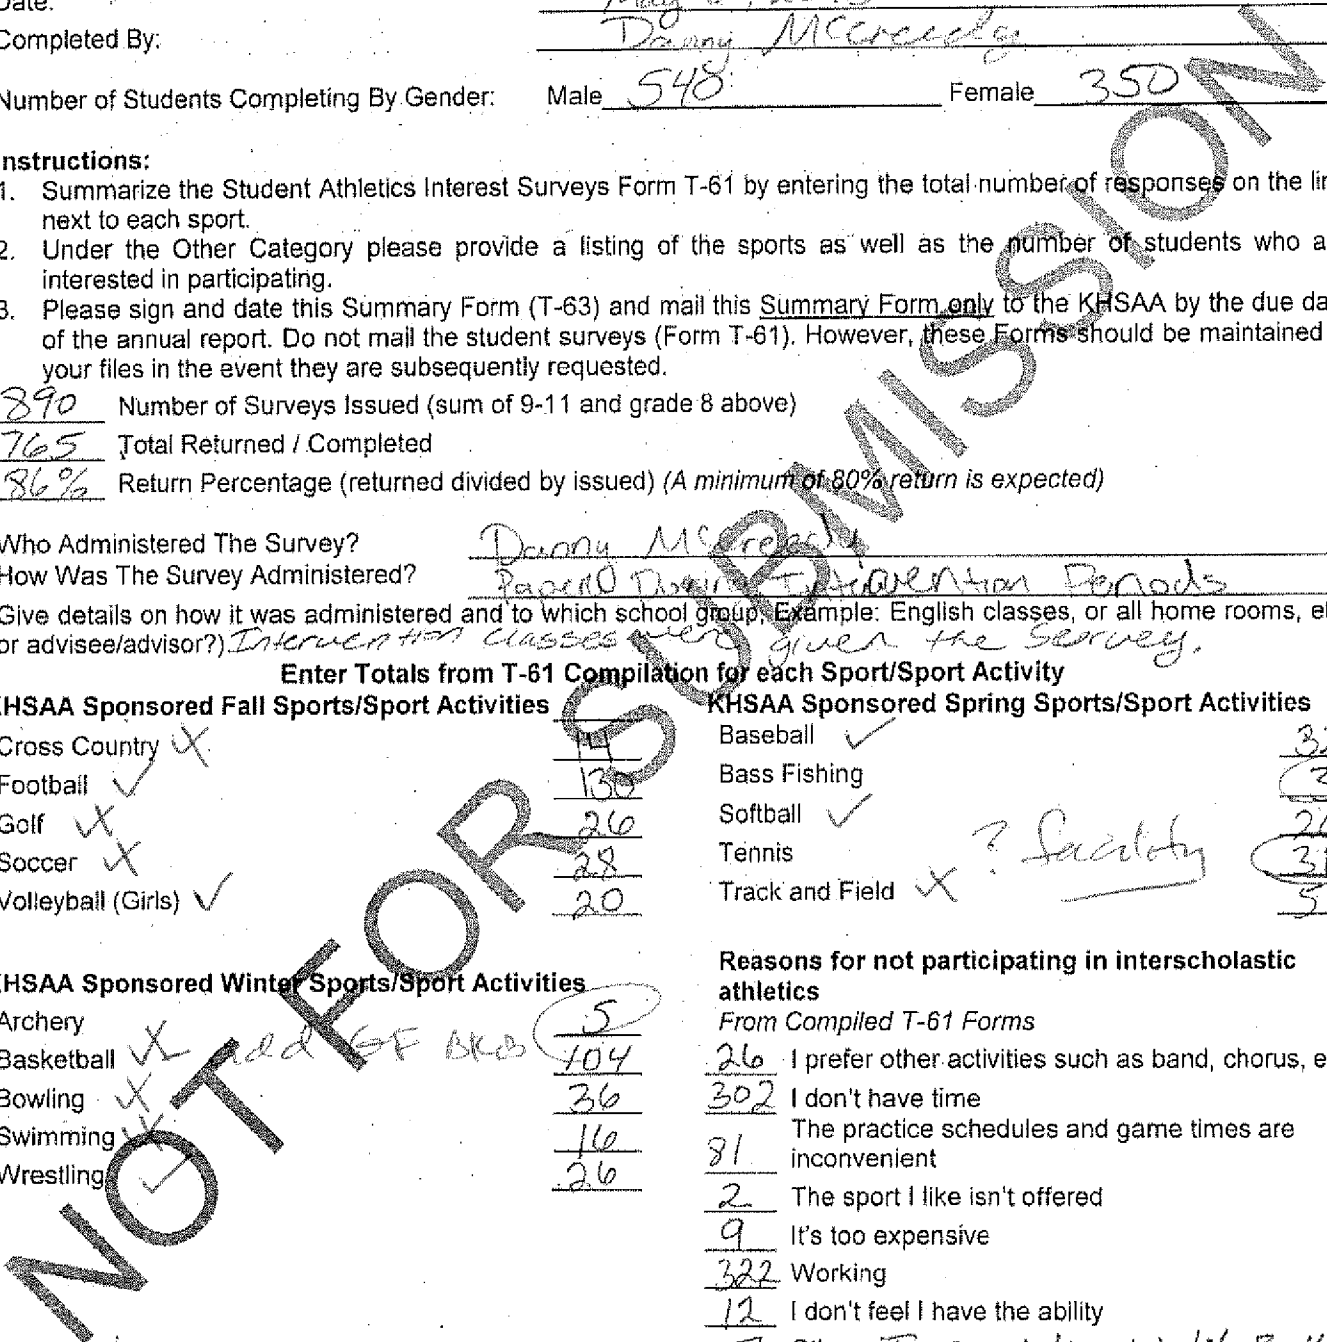 Date:
Completed By: Danny McCreedy
Number of Students Completing By Gender: Male 548 Female 350
nstructions:
1. Summarize the Student Athletics Interest Surveys Form T-61 by entering the total number of responses on the lin
next to each sport.
2. Under the Other Category please provide a listing of the sports as well as the number of students who a
interested in participating.
3. Please sign and date this Summary Form (T-63) and mail this Summary Form only to the KHSAA by the due da
of the annual report. Do not mail the student surveys (Form T-61). However, these Forms should be maintained
your files in the event they are subsequently requested.
890 Number of Surveys Issued (sum of 9-11 and grade 8 above)
765 Total Returned / Completed
86% Return Percentage (returned divided by issued) (A minimum of 80% return is expected)
Who Administered The Survey? Danny McCreedy
How Was The Survey Administered? Intervention Periods
Give details on how it was administered and to which school group, Example: English classes, or all home rooms, e
or advisee/advisor?) Intervention classes were given the Survey.
Enter Totals from T-61 Compilation for each Sport/Sport Activity
KHSAA Sponsored Fall Sports/Sport Activities
Cross Country
Football 130
Golf 26
Soccer 28
Volleyball (Girls) 20
KHSAA Sponsored Winter Sports/Sport Activities
Archery 5
Basketball add GF BKB 104
Bowling 36
Swimming 16
Wrestling 26
KHSAA Sponsored Spring Sports/Sport Activities
Baseball
Bass Fishing
Softball
Tennis ? facility
Track and Field
Reasons for not participating in interscholastic
athletics
From Compiled T-61 Forms
26 I prefer other activities such as band, chorus, e
302 I don't have time
81 The practice schedules and game times are
inconvenient
2 The sport I like isn't offered
9 It's too expensive
322 Working
12 I don't feel I have the ability
NOT FOR SUBMISSION